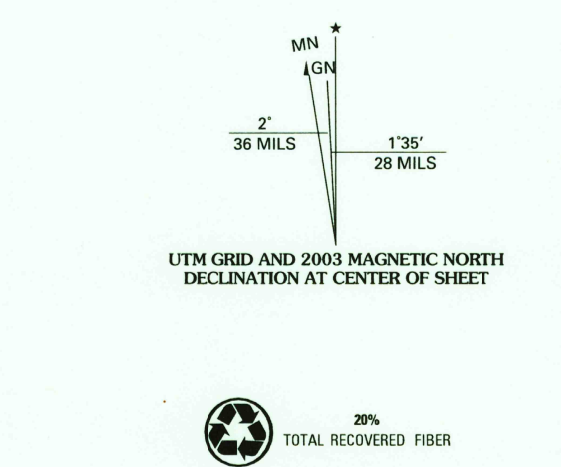 ★
MN
GN
2°
36 MILS
1°35′
28 MILS
UTM GRID AND 2003 MAGNETIC NORTH
DECLINATION AT CENTER OF SHEET
20%
TOTAL RECOVERED FIBER